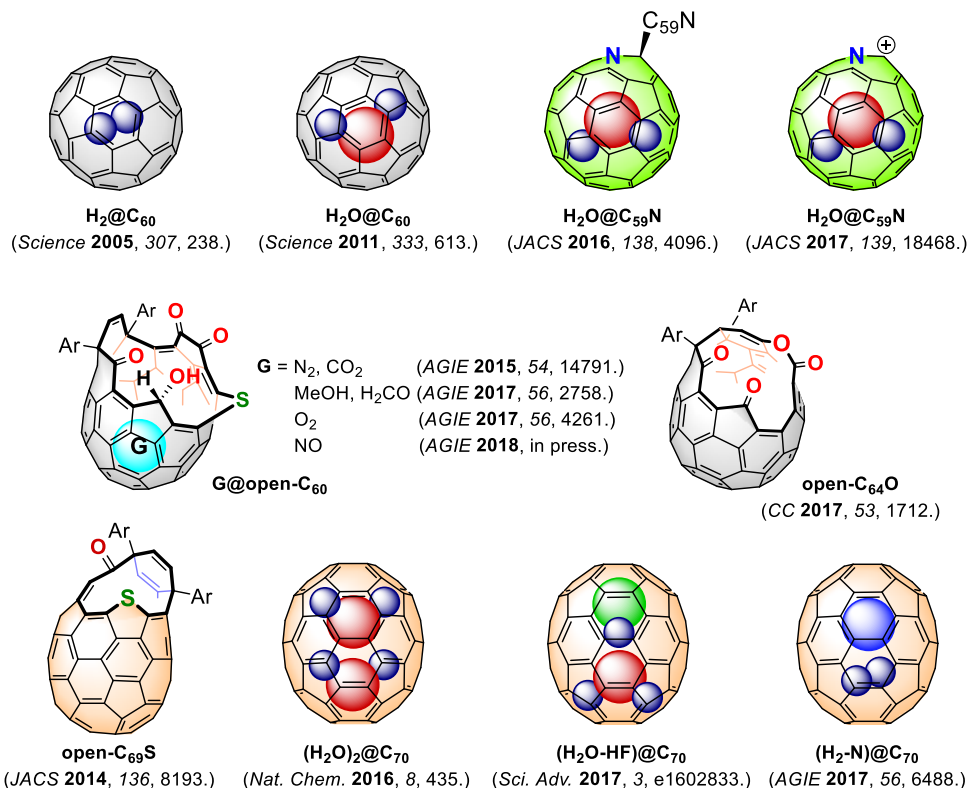 C59N
N
N ⊕
H2@C60
(Science 2005, 307, 238.)
H2O@C60
(Science 2011, 333, 613.)
H2O@C59N
(JACS 2016, 138, 4096.)
H2O@C59N
(JACS 2017, 139, 18468.)
Ar
O
O
Ar
O
H
OH
S
G
G = N2, CO2 (AGIE 2015, 54, 14791.)
MeOH, H2CO (AGIE 2017, 56, 2758.)
O2 (AGIE 2017, 56, 4261.)
NO (AGIE 2018, in press.)
G@open-C60
Ar
Ar
O
O
O
O
open-C64O
(CC 2017, 53, 1712.)
Ar
O
S
Ar
open-C69S
(JACS 2014, 136, 8193.)
(H2O)2@C70
(Nat. Chem. 2016, 8, 435.)
(H2O-HF)@C70
(Sci. Adv. 2017, 3, e1602833.)
(H2-N)@C70
(AGIE 2017, 56, 6488.)